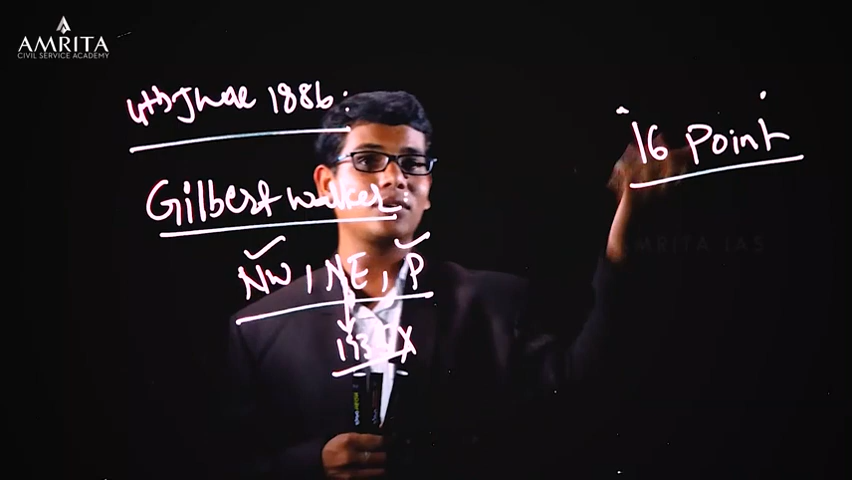 AMRITA
CIVIL SERVICE ACADEMY
4th June 1886:
16 Point
Gilbert walker
AMRITA IAS
NW, NE, P